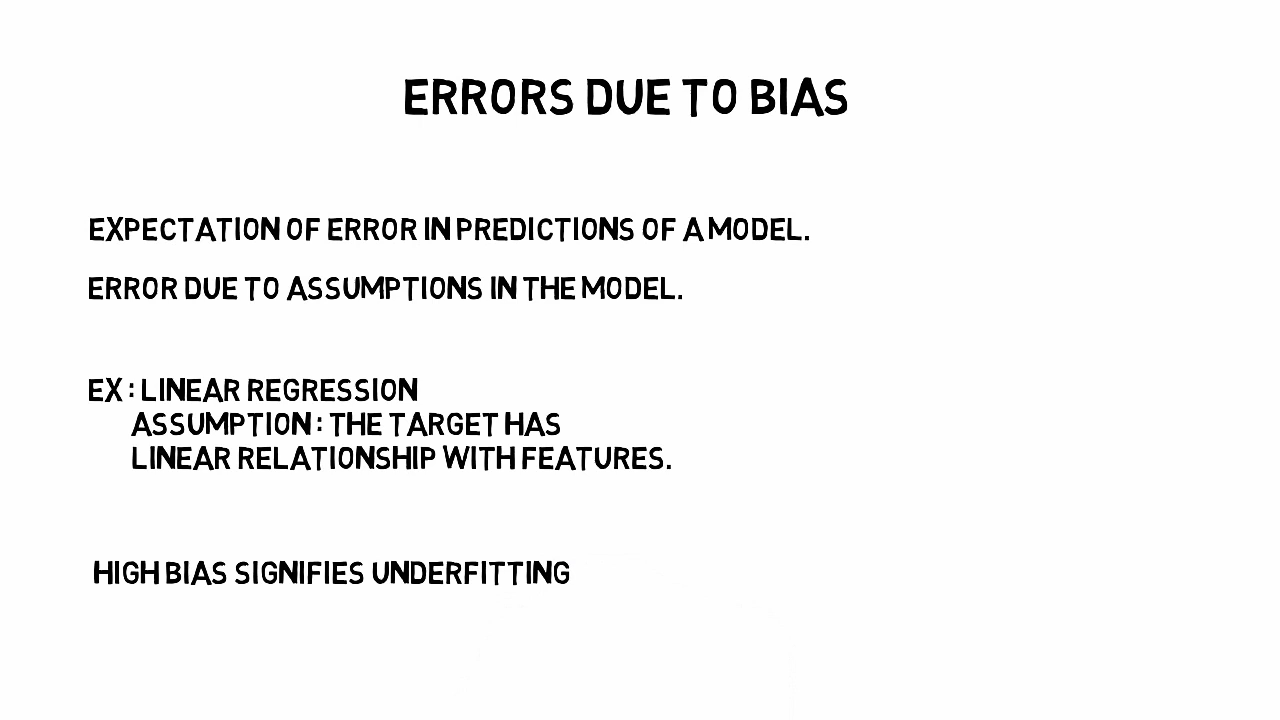 ERRORS DUE TO BIAS
EXPECTATION OF ERROR IN PREDICTIONS OF A MODEL.
ERROR DUE TO ASSUMPTIONS IN THE MODEL.
EX : LINEAR REGRESSION
ASSUMPTION : THE TARGET HAS
LINEAR RELATIONSHIP WITH FEATURES.
HIGH BIAS SIGNIFIES UNDERFITTING